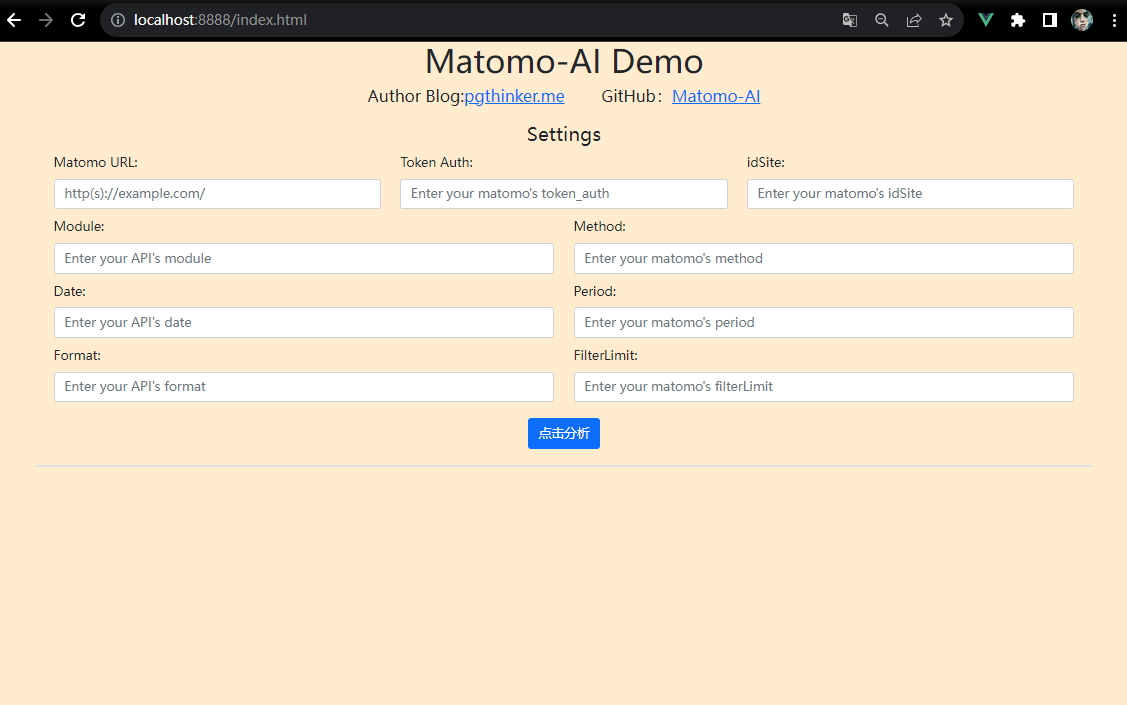 localhost:8888/index.html
Matomo-AI Demo
Author Blog:pgthinker.me GitHub：Matomo-AI
Settings
Matomo URL: Token Auth: idSite:
http(s)://example.com/ Enter your matomo's token_auth Enter your matomo's idSite
Module: Method:
Enter your API's module Enter your matomo's method
Date: Period:
Enter your API's date Enter your matomo's period
Format: FilterLimit:
Enter your API's format Enter your matomo's filterLimit
点击分析